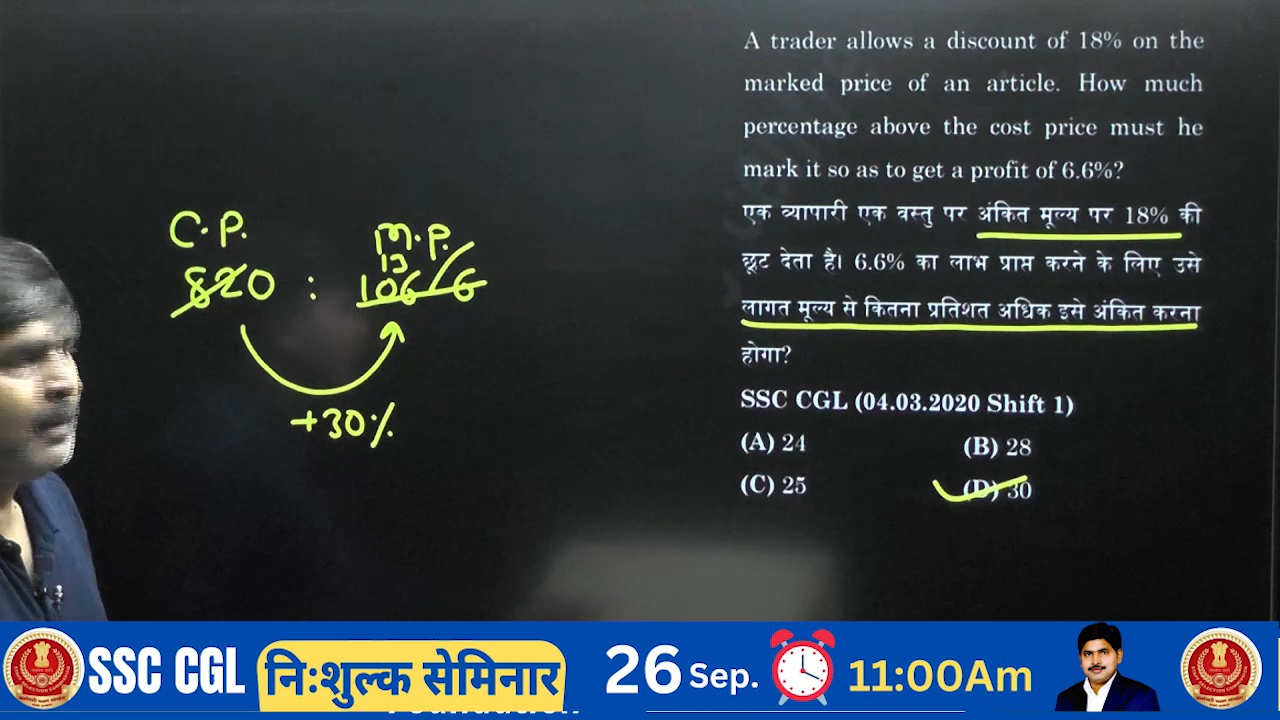 A trader allows a discount of 18% on the
marked price of an article. How much
percentage above the cost price must he
mark it so as to get a profit of 6.6%?
एक व्यापारी एक वस्तु पर अंकित मूल्य पर 18% की
छूट देता है। 6.6% का लाभ प्राप्त करने के लिए उसे
लागत मूल्य से कितना प्रतिशत अधिक इसे अंकित करना
होगा?
SSC CGL (04.03.2020 Shift 1)
(A) 24 (B) 28
(C) 25 (D) 30
C.P. M.P.
13
820 : 1066
+30%
SSC CGL निःशुल्क सेमिनार 26 Sep. 11:00Am